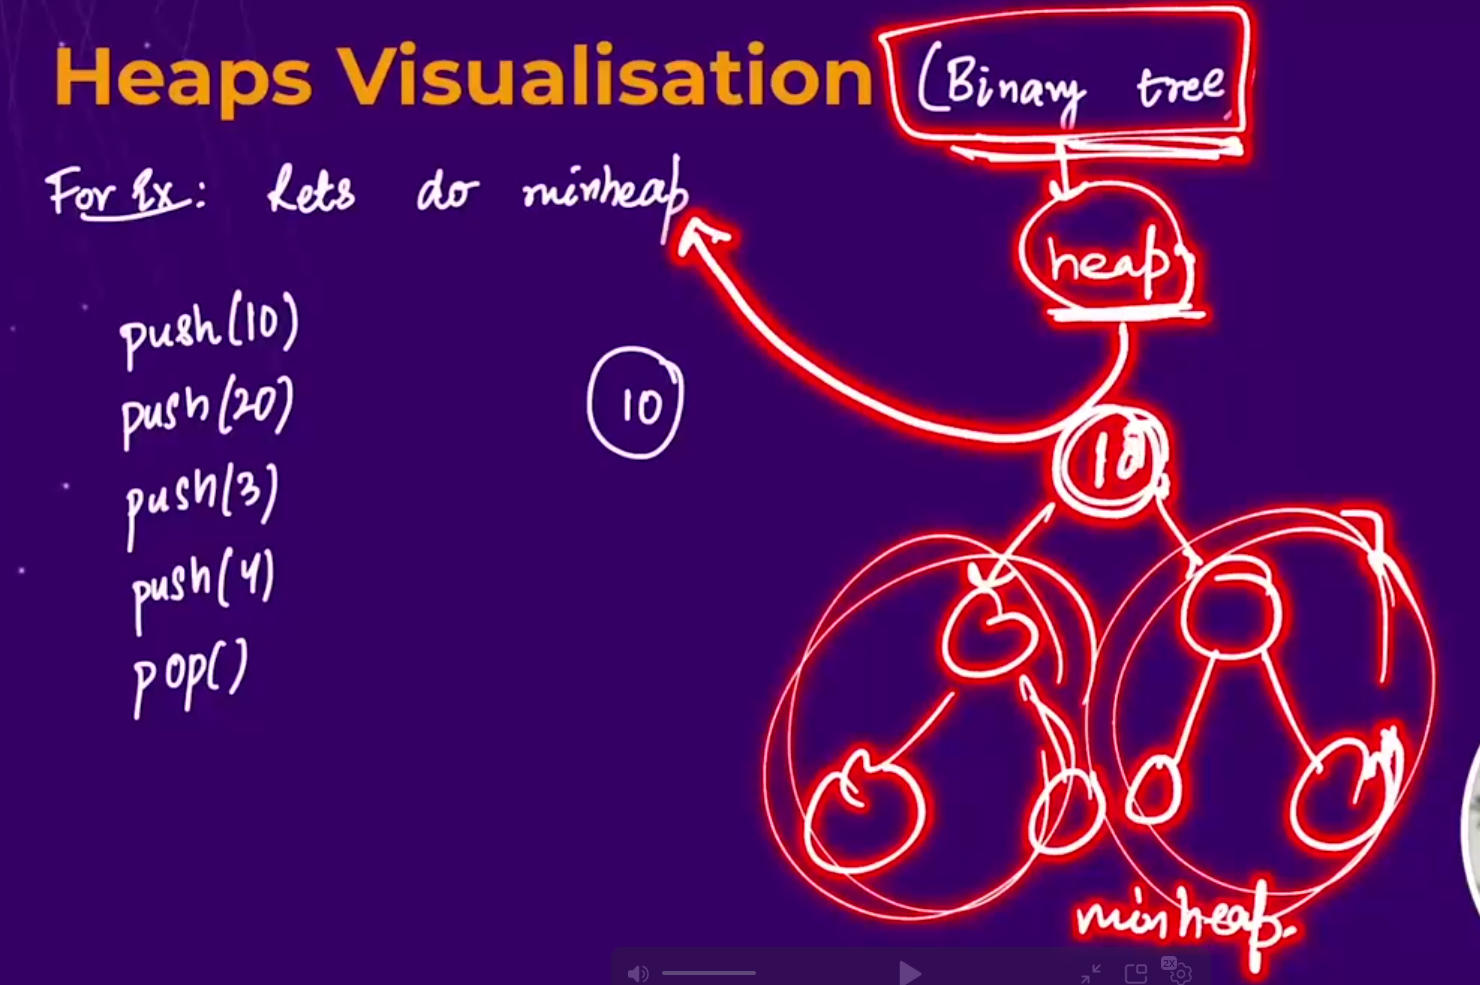 Heaps Visualisation (Binary tree
For Ex: Lets do minheap
heap
push(10)
push(20)
push(3)
push(4)
pop()
10
10
minheap.
2X